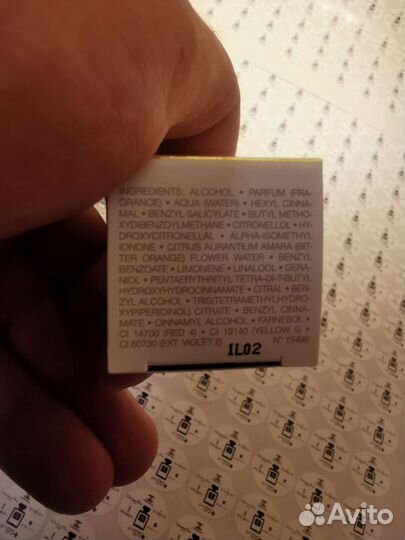 INGREDIENTS: ALCOHOL • PARFUM (FRA-
GRANCE) • AQUA (WATER) • HEXYL CINNA-
MAL • BENZYL SALICYLATE • BUTYL METHO-
XYDIBENZOYLMETHANE • CITRONELLOL • HY-
DROXYCITRONELLAL • ALPHA-ISOMETHYL
IONONE • CITRUS AURANTIUM AMARA (BIT-
TER ORANGE) FLOWER WATER • BENZYL
BENZOATE • LIMONENE • LINALOOL • GERA-
NIOL • PENTAERYTHRITYL TETRA-DI-T-BUTYL
HYDROXYHYDROCINNAMATE • CITRAL • BEN-
ZYL ALCOHOL • TRIS(TETRAMETHYLHYDRO-
XYPIPERIDINOL) CITRATE • BENZYL CINNA-
MATE • CINNAMYL ALCOHOL • FARNESOL •
CI 14700 (RED 4) • CI 19140 (YELLOW 5) •
CI 60730 (EXT. VIOLET 2) N° 15490
1L02
Avito